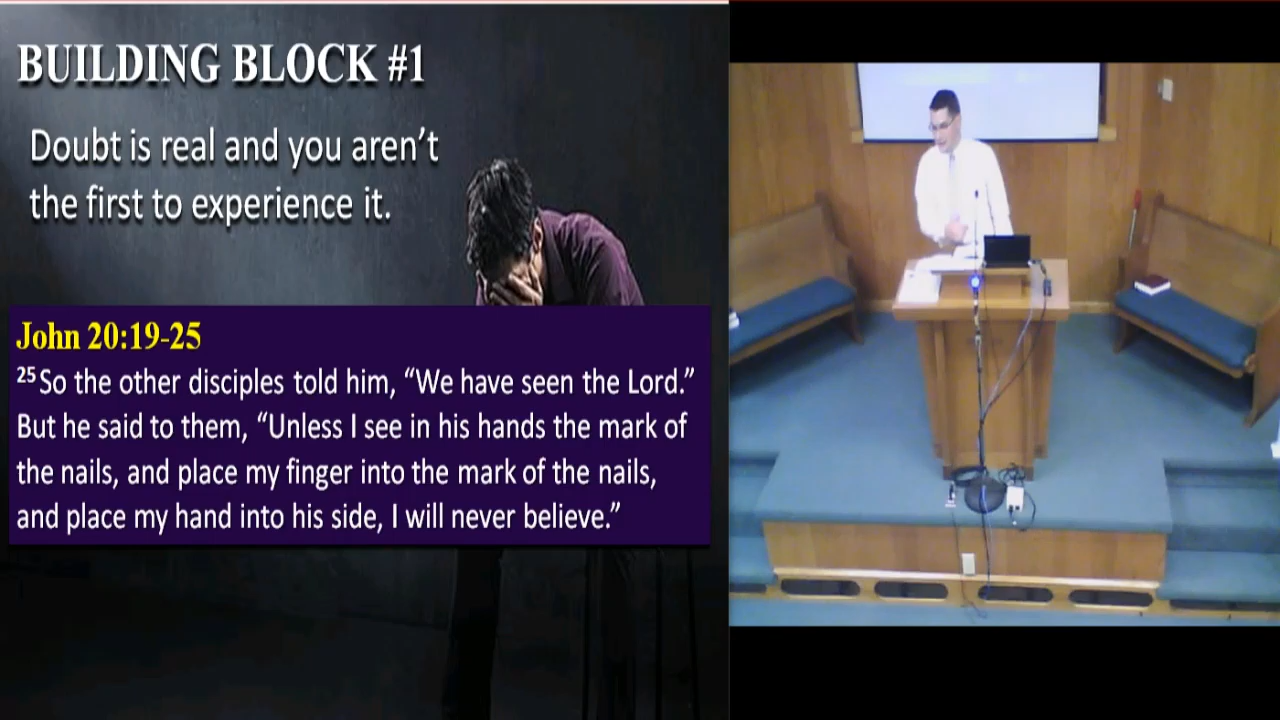 BUILDING BLOCK #1
Doubt is real and you aren’t
the first to experience it.
John 20:19-25
25 So the other disciples told him, “We have seen the Lord.”
But he said to them, “Unless I see in his hands the mark of
the nails, and place my finger into the mark of the nails,
and place my hand into his side, I will never believe.”